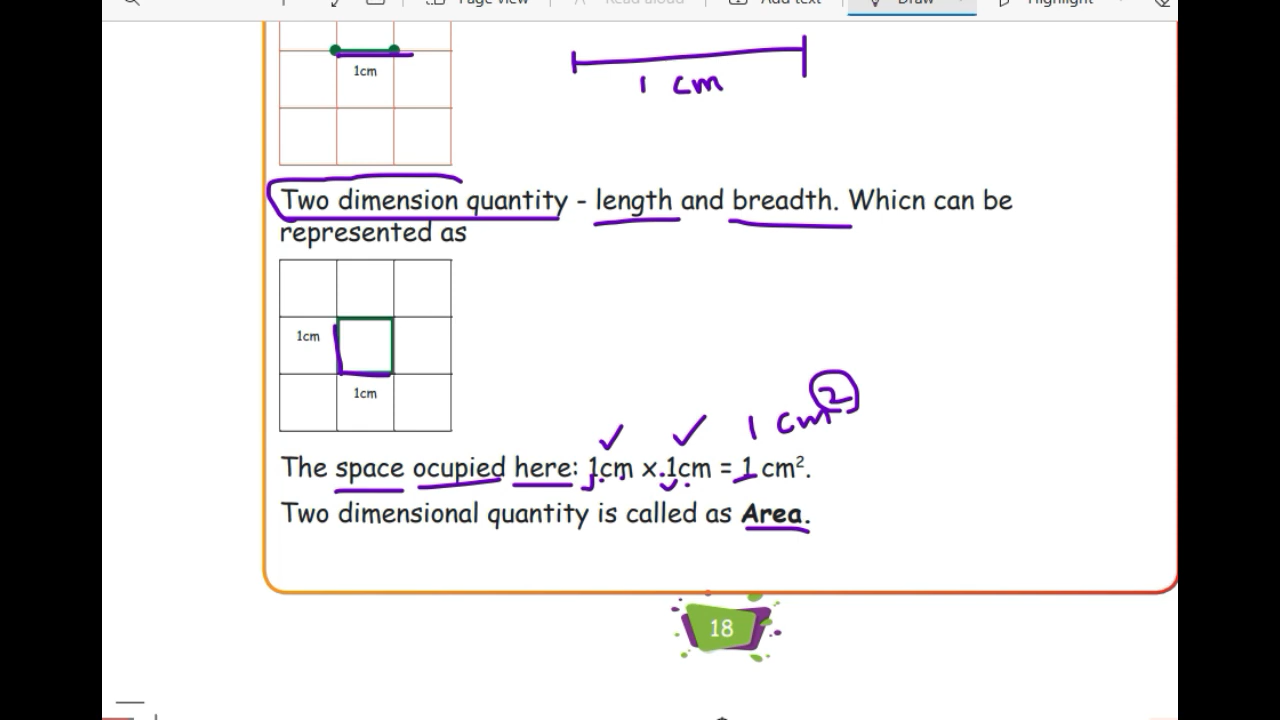 Page view
Read aloud
Add text
Draw
Highlight
1cm
1 cm
Two dimension quantity - length and breadth. Which can be
represented as
1cm
1cm
1 cm²
The space ocupied here: 1cm x 1cm = 1 cm².
Two dimensional quantity is called as Area.
18